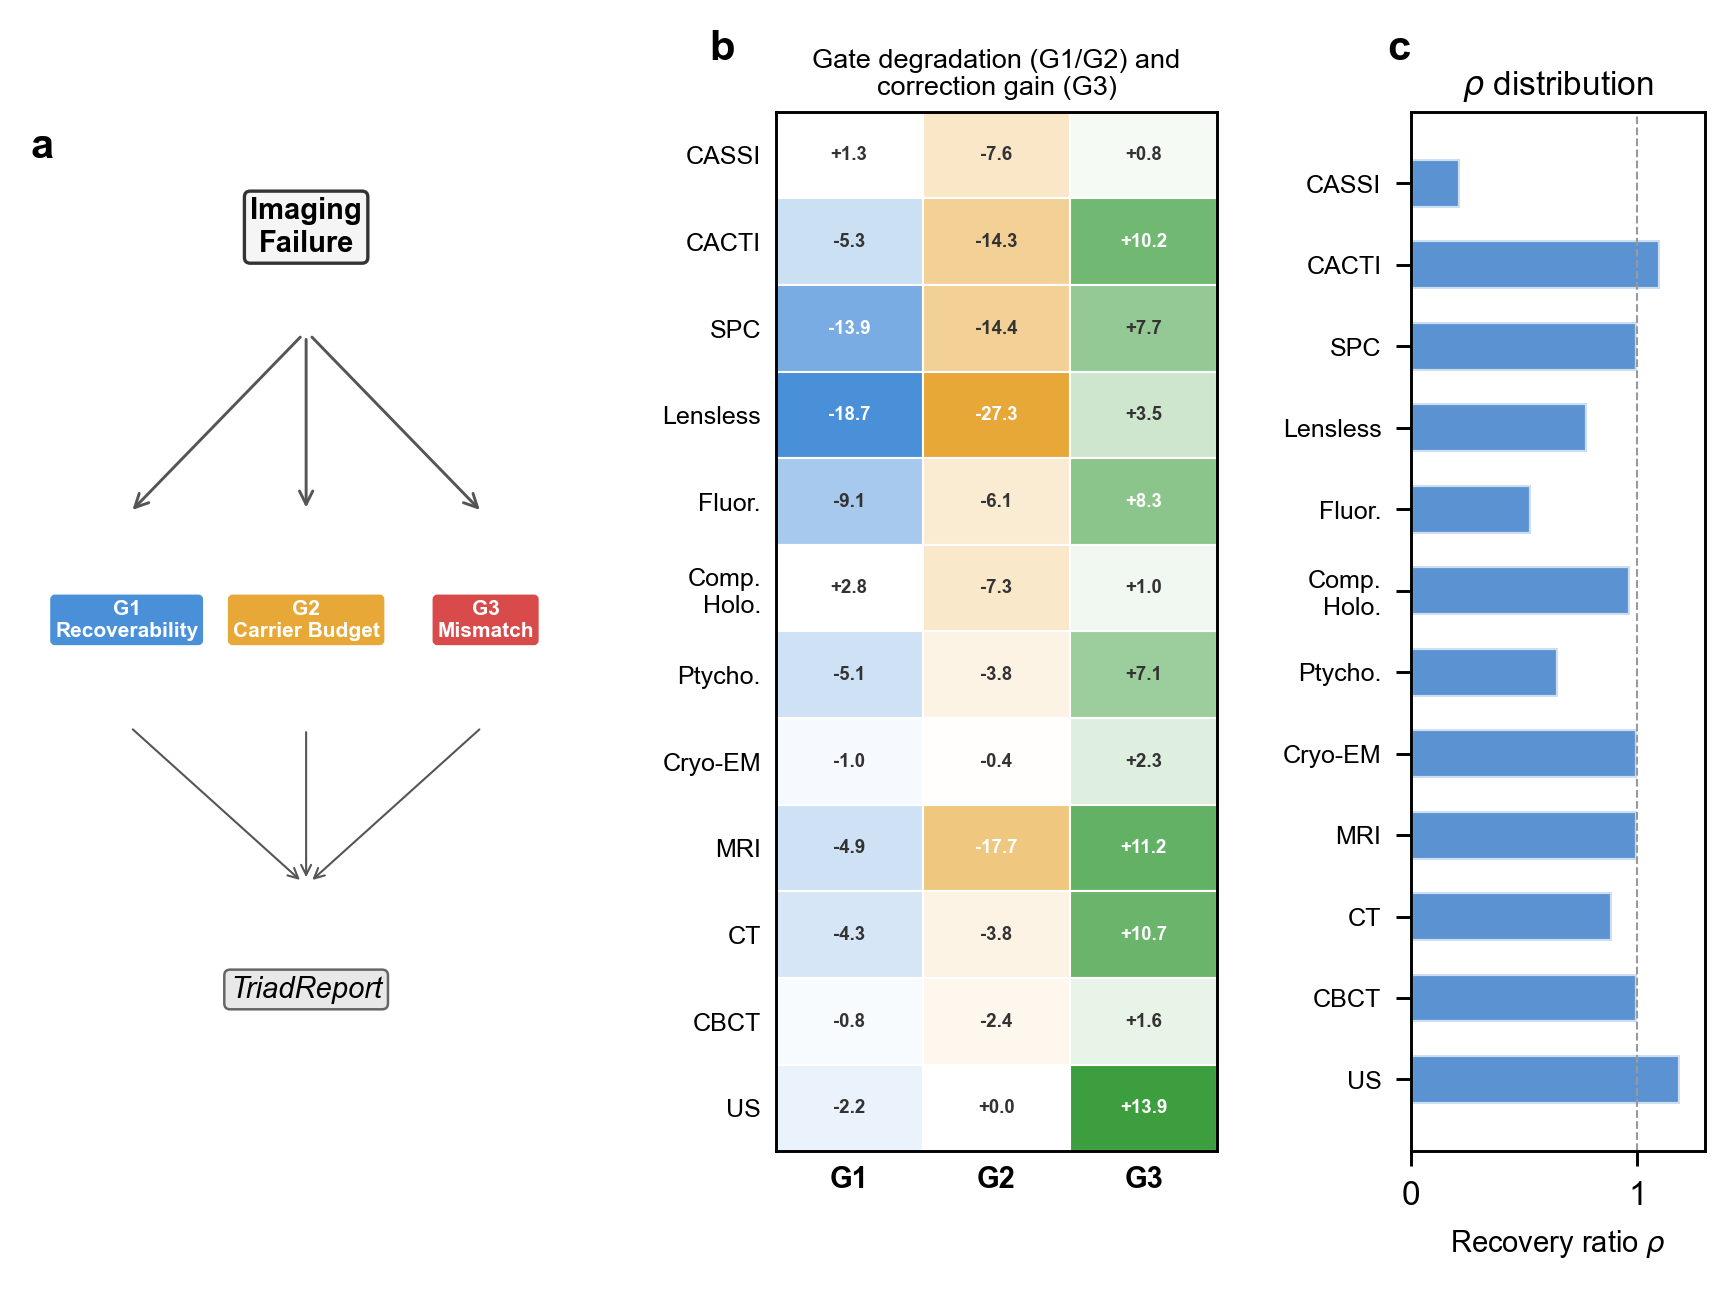 a
Imaging
Failure
G1
Recoverability
G2
Carrier Budget
G3
Mismatch
TriadReport
b
Gate degradation (G1/G2) and
correction gain (G3)
CASSI +1.3 -7.6 +0.8
CACTI -5.3 -14.3 +10.2
SPC -13.9 -14.4 +7.7
Lensless -18.7 -27.3 +3.5
Fluor. -9.1 -6.1 +8.3
Comp.
Holo. +2.8 -7.3 +1.0
Ptycho. -5.1 -3.8 +7.1
Cryo-EM -1.0 -0.4 +2.3
MRI -4.9 -17.7 +11.2
CT -4.3 -3.8 +10.7
CBCT -0.8 -2.4 +1.6
US -2.2 +0.0 +13.9
G1 G2 G3
c
ρ distribution
CASSI
CACTI
SPC
Lensless
Fluor.
Comp.
Holo.
Ptycho.
Cryo-EM
MRI
CT
CBCT
US
0 1
Recovery ratio ρ